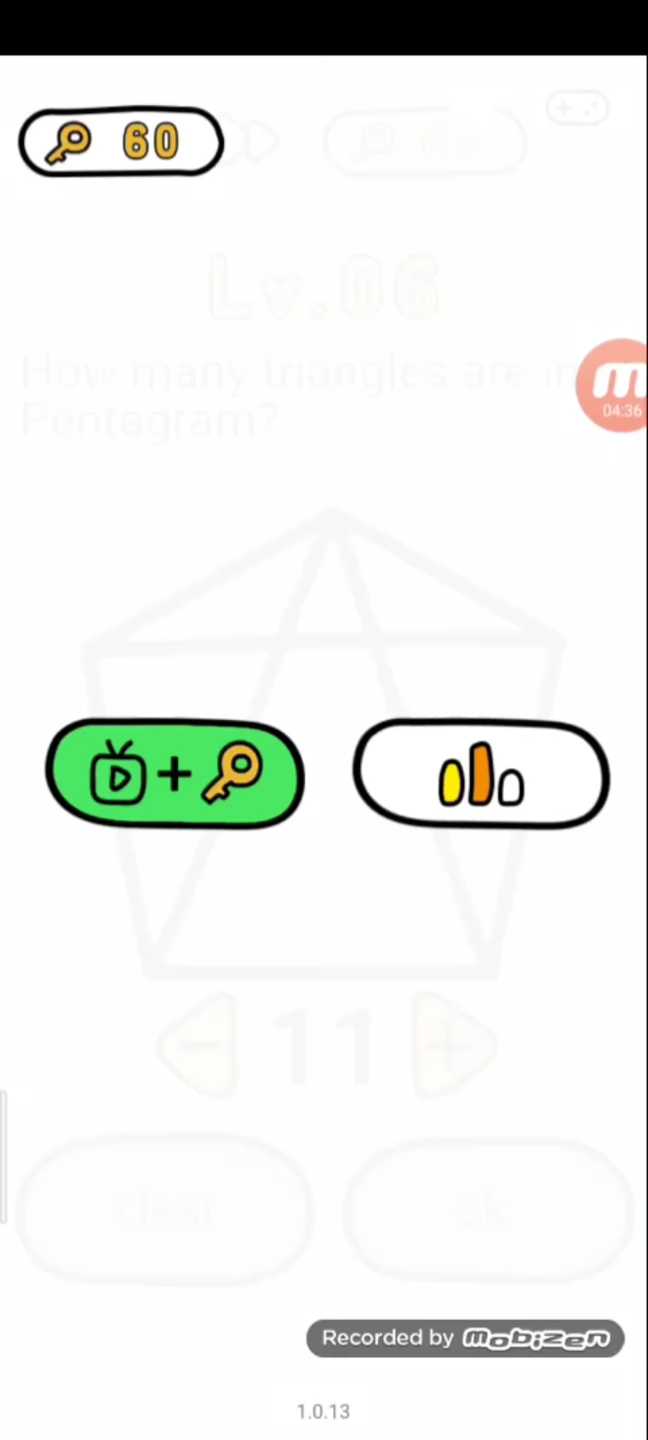 60
Lv.06
How many triangles are in
Pentagram?
04:36
11
clear
ok
Recorded by mobizen
1.0.13